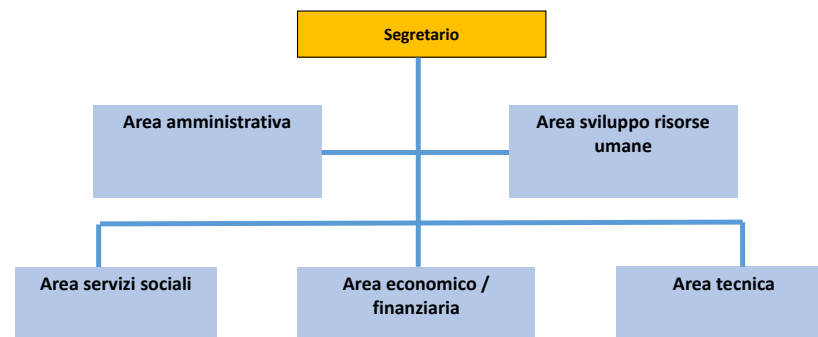 Segretario
Area amministrativa
Area sviluppo risorse
umane
Area servizi sociali
Area economico /
finanziaria
Area tecnica